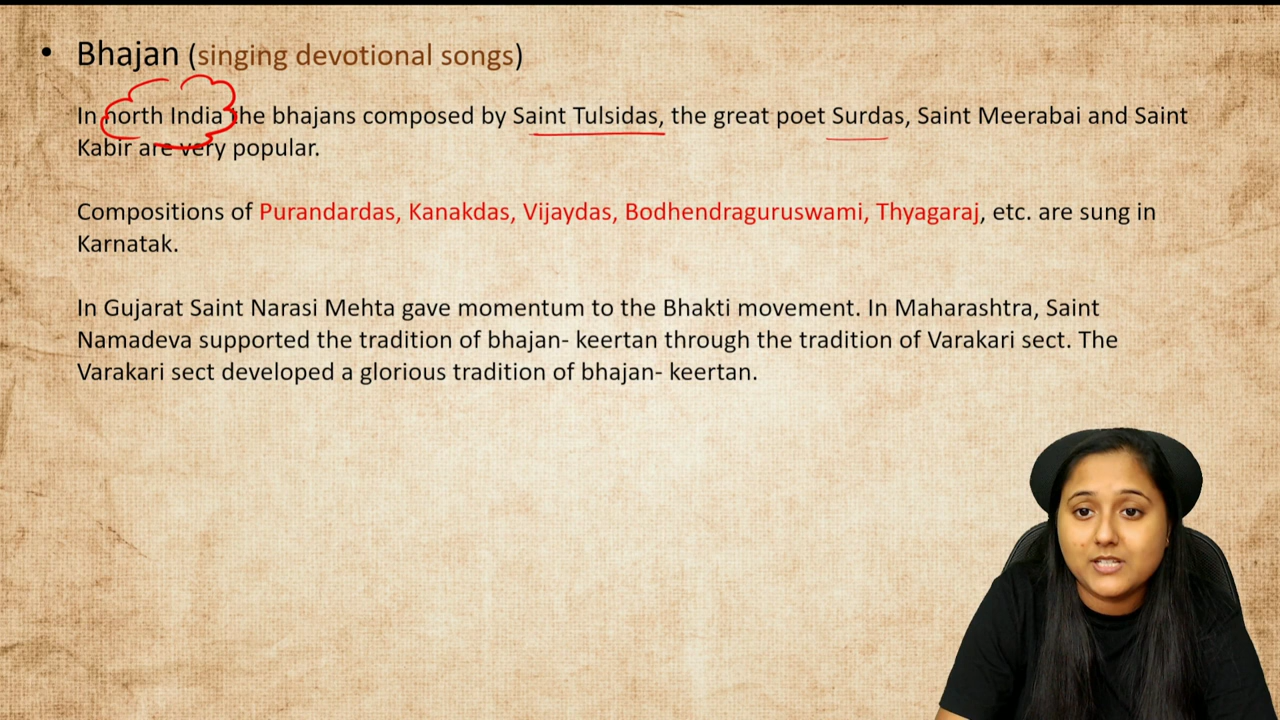 • Bhajan (singing devotional songs)
In north India the bhajans composed by Saint Tulsidas, the great poet Surdas, Saint Meerabai and Saint
Kabir are very popular.
Compositions of Purandardas, Kanakdas, Vijaydas, Bodhendraguruswami, Thyagaraj, etc. are sung in
Karnatak.
In Gujarat Saint Narasi Mehta gave momentum to the Bhakti movement. In Maharashtra, Saint
Namadeva supported the tradition of bhajan- keertan through the tradition of Varakari sect. The
Varakari sect developed a glorious tradition of bhajan- keertan.